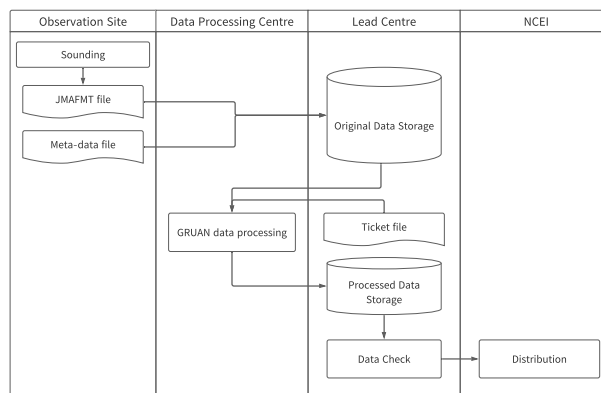 Observation Site
Data Processing Centre
Lead Centre
NCEI
Sounding
JMAFMT file
Meta-data file
Original Data Storage
GRUAN data processing
Ticket file
Processed Data
Storage
Data Check
Distribution